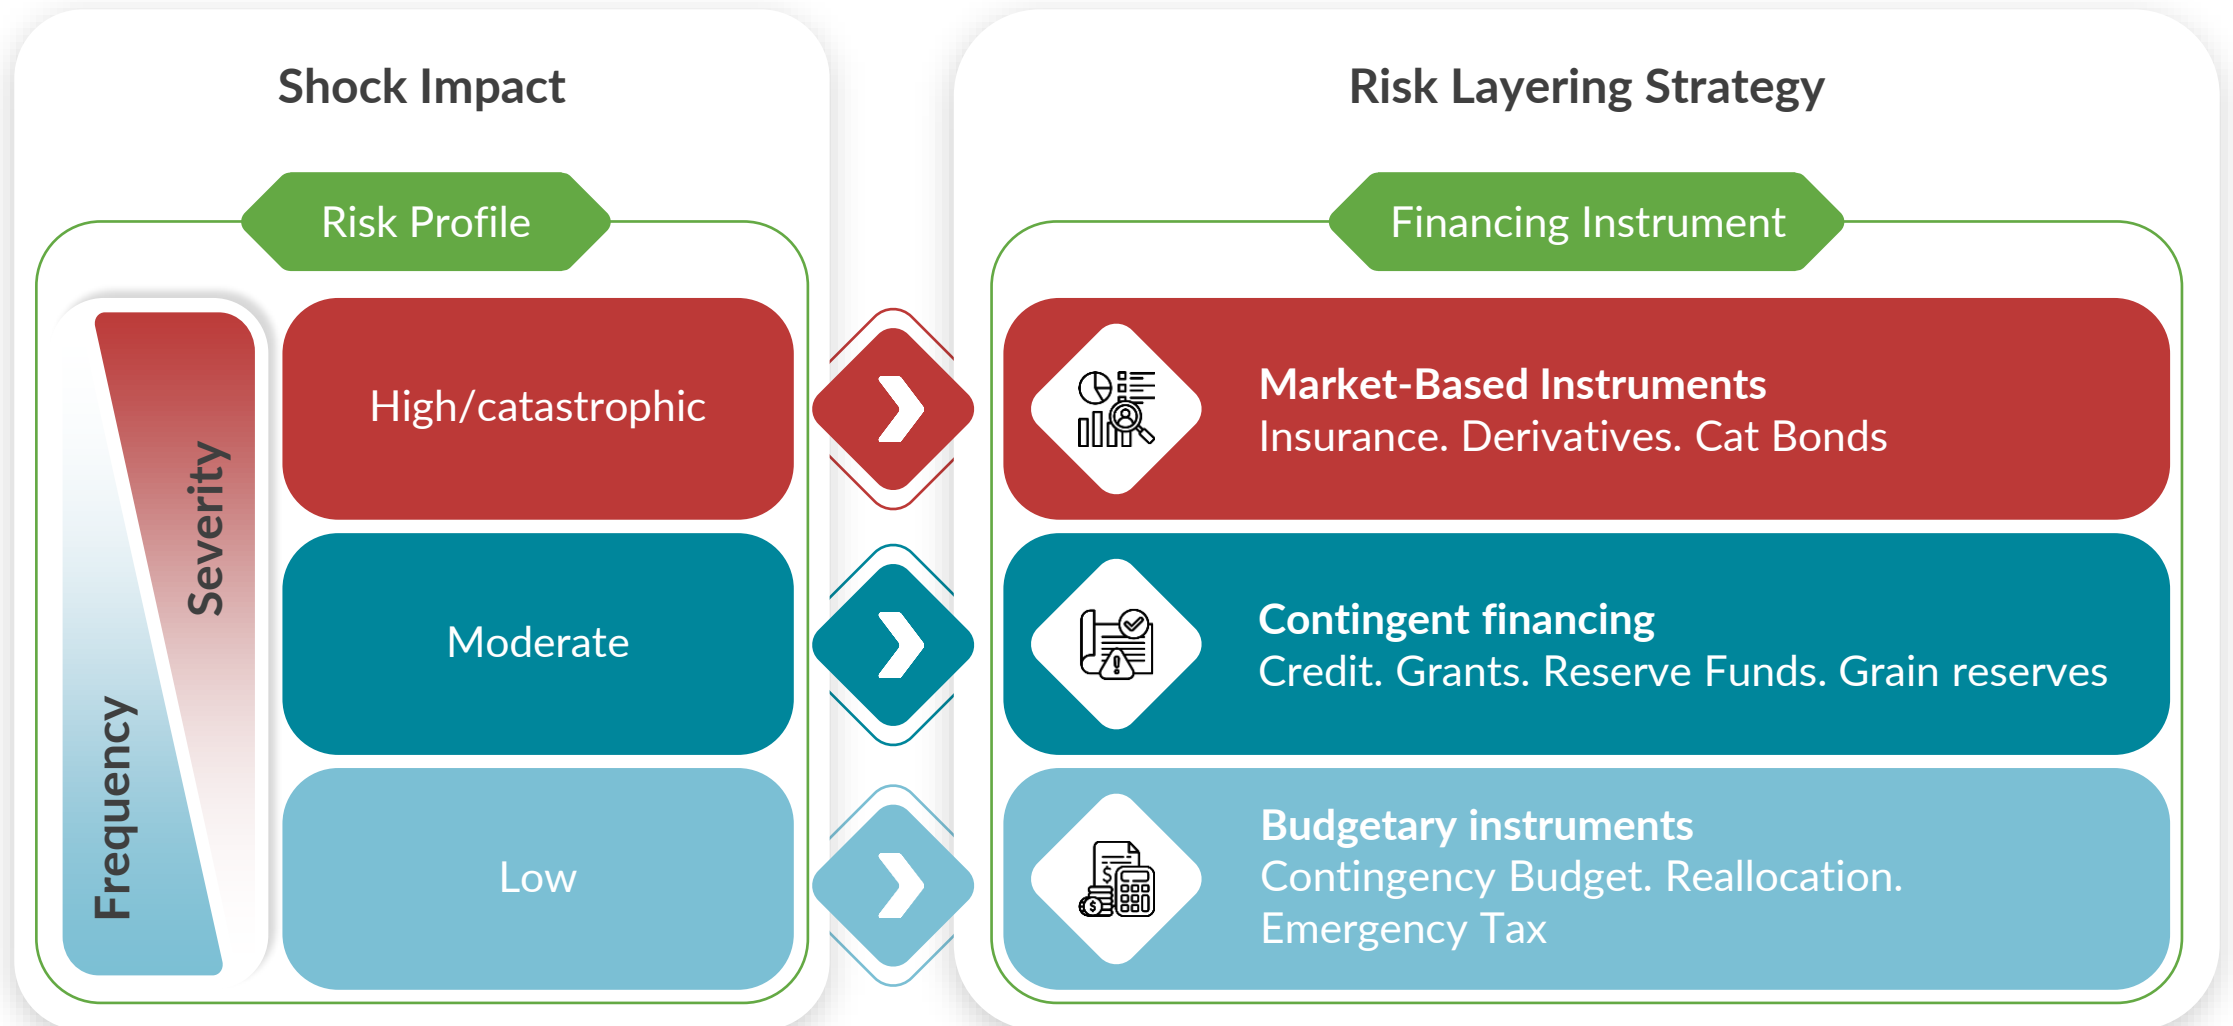 Shock Impact
Risk Layering Strategy
Risk Profile
Financing Instrument
Severity
Frequency
High/catastrophic
Market-Based Instruments
Insurance. Derivatives. Cat Bonds
Moderate
Contingent financing
Credit. Grants. Reserve Funds. Grain reserves
Low
Budgetary instruments
Contingency Budget. Reallocation.
Emergency Tax